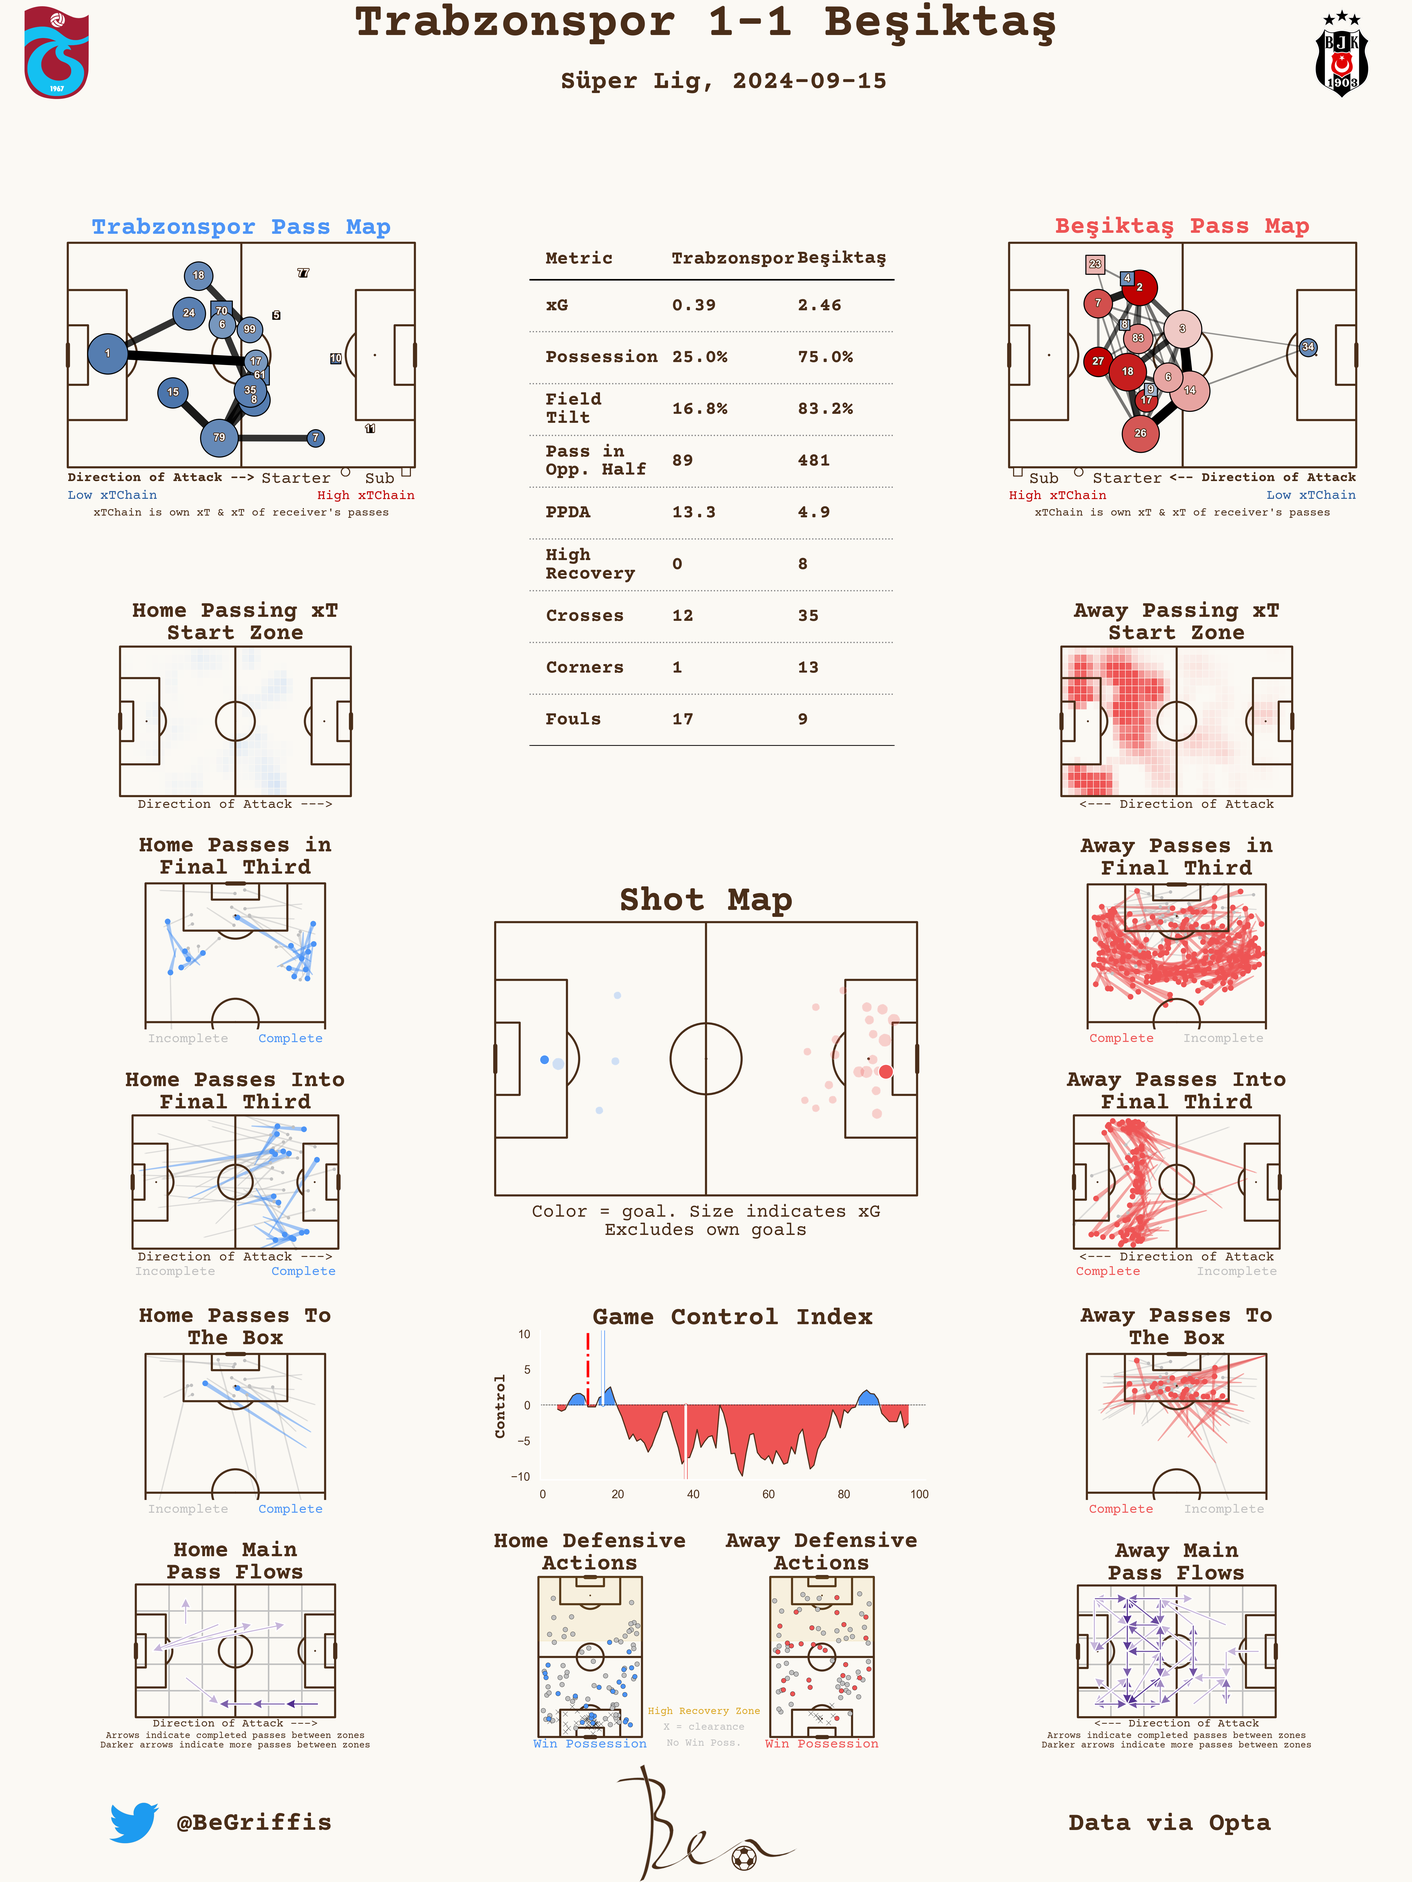 Trabzonspor 1-1 Beşiktaş
Süper Lig, 2024-09-15
1967
BJK
1903
Trabzonspor Pass Map
18
77
24
70
6
99
5
1
17
10
61
15
35
8
79
7
11
Direction of Attack --> Starter Sub
Low xTChain High xTChain
xTChain is own xT & xT of receiver's passes
Metric Trabzonspor Beşiktaş
xG 0.39 2.46
Possession 25.0% 75.0%
Field
Tilt 16.8% 83.2%
Pass in
Opp. Half 89 481
PPDA 13.3 4.9
High
Recovery 0 8
Crosses 12 35
Corners 1 13
Fouls 17 9
Beşiktaş Pass Map
23
4
2
7
8
3
83
34
27
18
6
9
14
17
26
Sub Starter <-- Direction of Attack
High xTChain Low xTChain
xTChain is own xT & xT of receiver's passes
Home Passing xT
Start Zone
Direction of Attack --->
Away Passing xT
Start Zone
<--- Direction of Attack
Home Passes in
Final Third
Incomplete Complete
Away Passes in
Final Third
Complete Incomplete
Shot Map
Color = goal. Size indicates xG
Excludes own goals
Home Passes Into
Final Third
Direction of Attack --->
Incomplete Complete
Away Passes Into
Final Third
<--- Direction of Attack
Complete Incomplete
Home Passes To
The Box
Incomplete Complete
Game Control Index
Control
10
5
0
−5
−10
0 20 40 60 80 100
Away Passes To
The Box
Complete Incomplete
Home Main
Pass Flows
Direction of Attack --->
Arrows indicate completed passes between zones
Darker arrows indicate more passes between zones
Home Defensive
Actions
Win Possession
Away Defensive
Actions
Win Possession
High Recovery Zone
X = clearance
No Win Poss.
Away Main
Pass Flows
<--- Direction of Attack
Arrows indicate completed passes between zones
Darker arrows indicate more passes between zones
@BeGriffis
Ben
Data via Opta